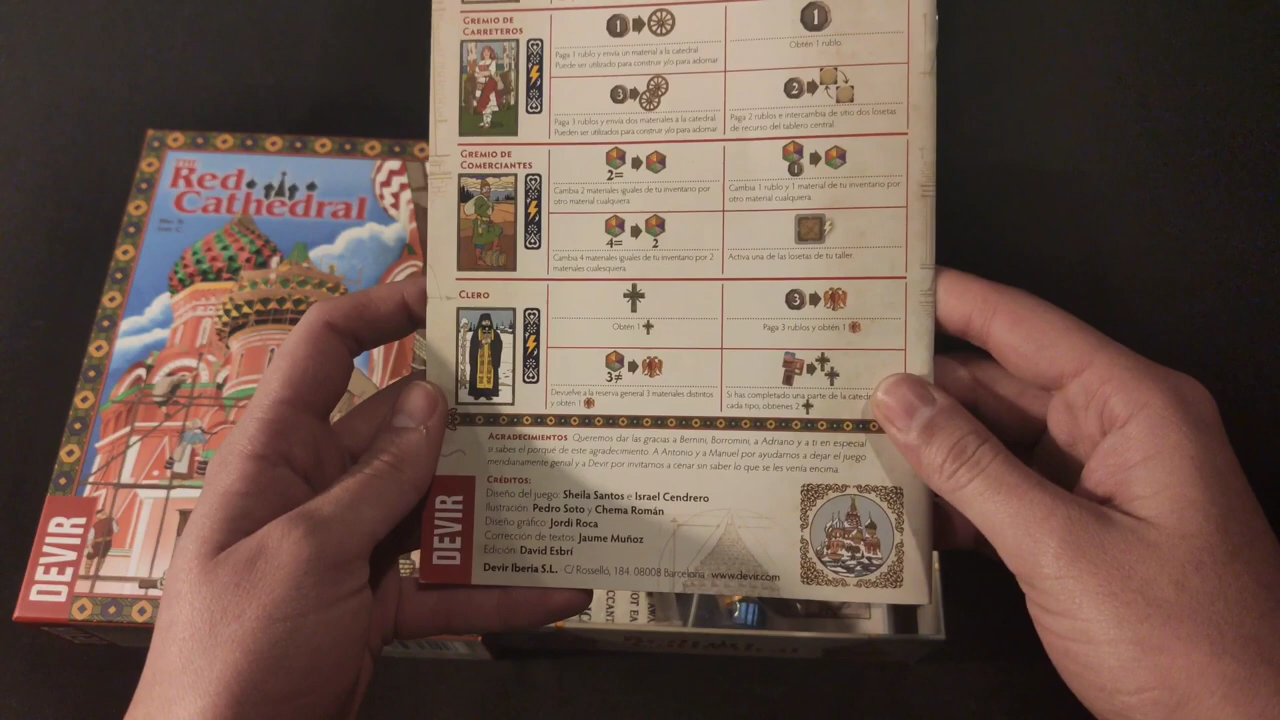 THE
Red
Cathedral
DEVIR
GREMIO DE
CARRETEROS
1
Paga 1 rublo y envía un material a la catedral
Puede ser utilizado para construir y/o para adornar
1
Obtén 1 rublo.
3
Paga 3 rublos y envía dos materiales a la catedral
Pueden ser utilizados para construir y/o para adornar
2
Paga 2 rublos e intercambia de sitio dos losetas
de recurso del tablero central.
GREMIO DE
COMERCIANTES
2=
Cambia 2 materiales iguales de tu inventario por
otro material cualquiera
1
Cambia 1 rublo y 1 material de tu inventario por
otro material cualquiera
4= 2
Cambia 4 materiales iguales de tu inventario por 2
materiales cualesquiera.
Activa una de las losetas de tu taller.
CLERO
Obtén 1
3
Paga 3 rublos y obtén 1
3≠
Devuelve a la reserva general 3 materiales distintos
y obtén 1
Si has completado una parte de la catedr
cada tipo, obtienes 2
AGRADECIMIENTOS Queremos dar las gracias a Bernini, Borromini, a Adriano y a ti en especial
si sabes el porqué de este agradecimiento. A Antonio y a Manuel por ayudarnos a dejar el juego
meridianamente genial y a Devir por invitarnos a cenar sin saber lo que se les venía encima.
CRÉDITOS:
Diseño del juego: Sheila Santos e Israel Cendrero
Ilustración: Pedro Soto y Chema Román
Diseño gráfico: Jordi Roca
Corrección de textos: Jaume Muñoz
Edición: David Esbrí
Devir Iberia S.L. · C/ Rosselló, 184. 08008 Barcelona · www.devir.com
DEVIR